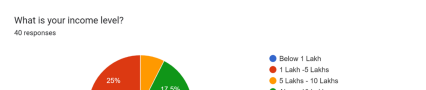 What is your income level?
40 responses
Below 1 Lakh
1 Lakh -5 Lakhs
5 Lakhs - 10 Lakhs
25%
17.5%